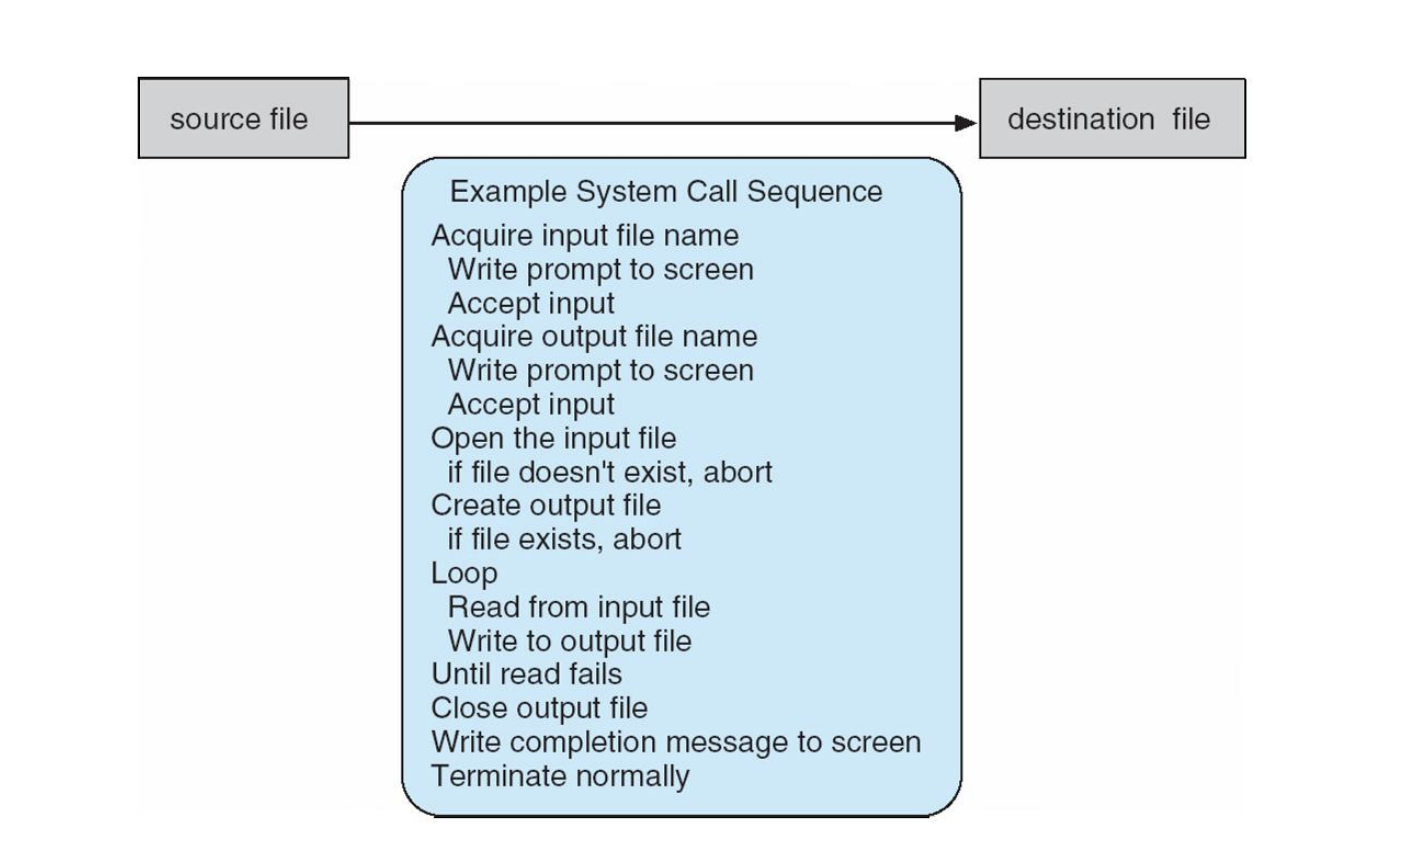 source file
destination file
Example System Call Sequence
Acquire input file name
Write prompt to screen
Accept input
Acquire output file name
Write prompt to screen
Accept input
Open the input file
if file doesn't exist, abort
Create output file
if file exists, abort
Loop
Read from input file
Write to output file
Until read fails
Close output file
Write completion message to screen
Terminate normally